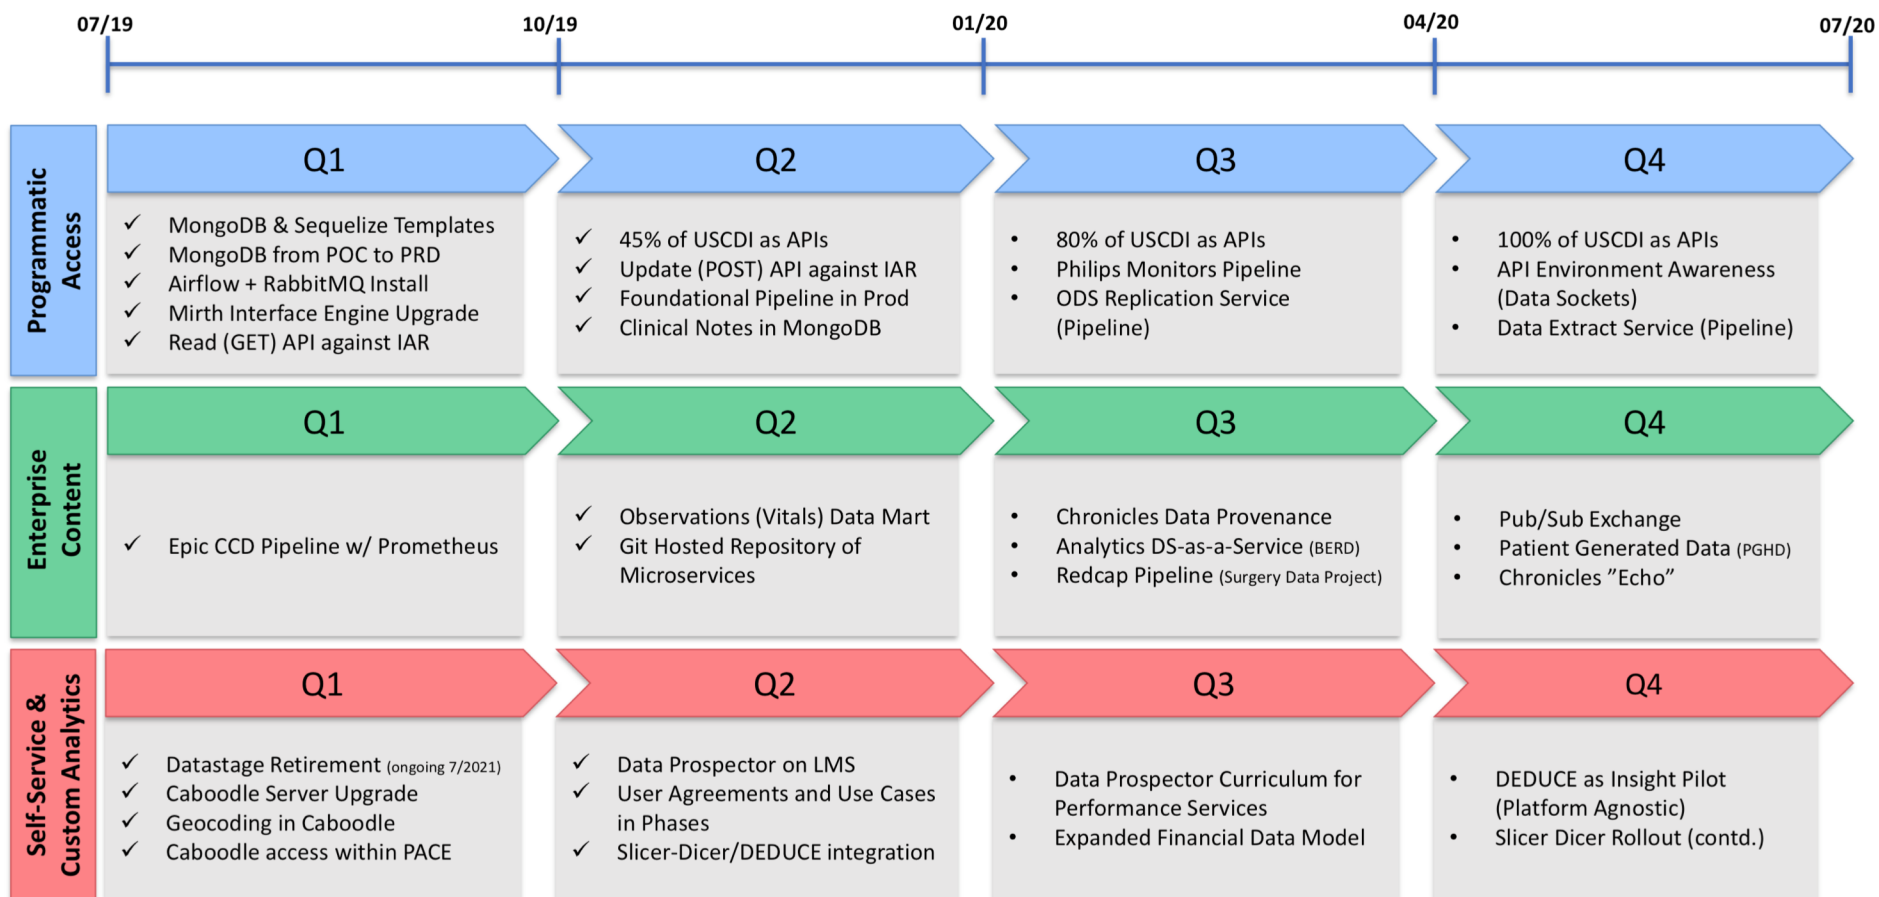 07/19
10/19
01/20
04/20
07/20
Programmatic
Access
Q1
✓ MongoDB & Sequelize Templates
✓ MongoDB from POC to PRD
✓ Airflow + RabbitMQ Install
✓ Mirth Interface Engine Upgrade
✓ Read (GET) API against IAR
Q2
✓ 45% of USCDI as APIs
✓ Update (POST) API against IAR
✓ Foundational Pipeline in Prod
✓ Clinical Notes in MongoDB
Q3
• 80% of USCDI as APIs
• Philips Monitors Pipeline
• ODS Replication Service
(Pipeline)
Q4
• 100% of USCDI as APIs
• API Environment Awareness
(Data Sockets)
• Data Extract Service (Pipeline)
Enterprise
Content
Q1
✓ Epic CCD Pipeline w/ Prometheus
Q2
✓ Observations (Vitals) Data Mart
✓ Git Hosted Repository of
Microservices
Q3
• Chronicles Data Provenance
• Analytics DS-as-a-Service (BERD)
• Redcap Pipeline (Surgery Data Project)
Q4
• Pub/Sub Exchange
• Patient Generated Data (PGHD)
• Chronicles ”Echo”
Self-Service &
Custom Analytics
Q1
✓ Datastage Retirement (ongoing 7/2021)
✓ Caboodle Server Upgrade
✓ Geocoding in Caboodle
✓ Caboodle access within PACE
Q2
✓ Data Prospector on LMS
✓ User Agreements and Use Cases
in Phases
✓ Slicer-Dicer/DEDUCE integration
Q3
• Data Prospector Curriculum for
Performance Services
• Expanded Financial Data Model
Q4
• DEDUCE as Insight Pilot
(Platform Agnostic)
• Slicer Dicer Rollout (contd.)